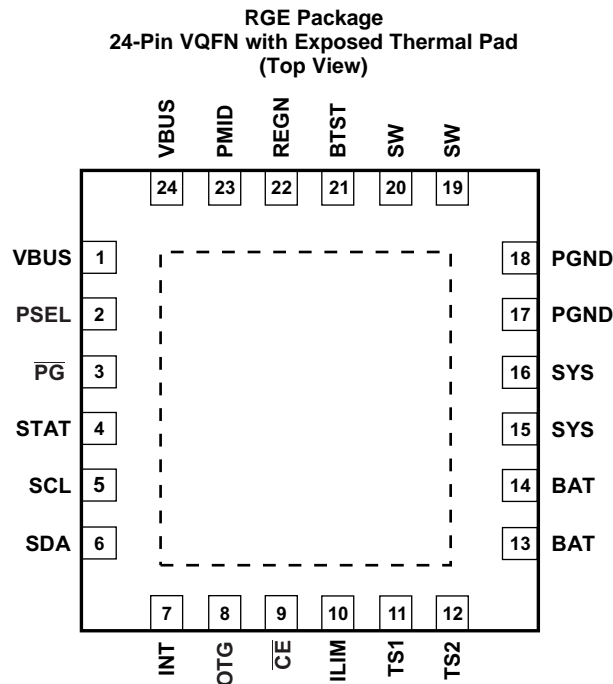 RGE Package
24-Pin VQFN with Exposed Thermal Pad
(Top View)
VBUS PMID REGN BTST SW SW
24 23 22 21 20 19
VBUS 1 18 PGND
PSEL 2 17 PGND
P̅G̅ 3 16 SYS
STAT 4 15 SYS
SCL 5 14 BAT
SDA 6 13 BAT
7 8 9 10 11 12
INT OTG C̅E̅ ILIM TS1 TS2